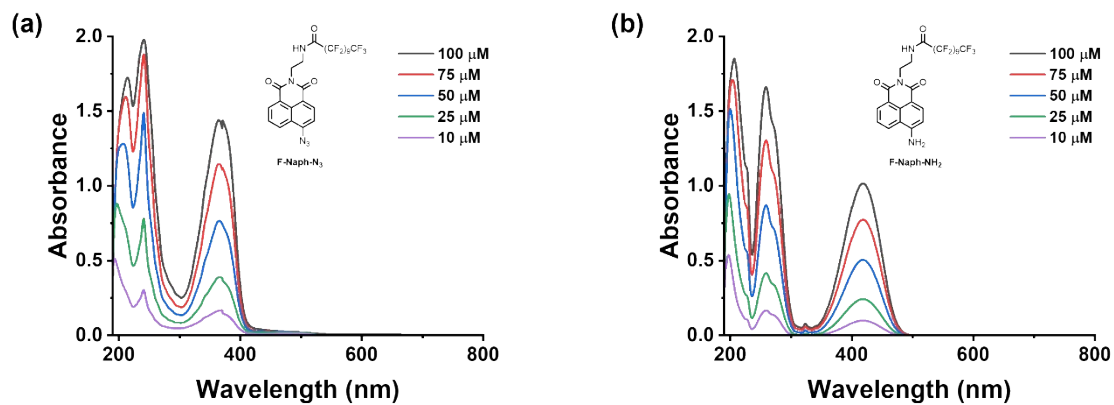 (a)
2.0
1.5
1.0
0.5
0.0
Absorbance
200
400
600
800
Wavelength (nm)
100 μM
75 μM
50 μM
25 μM
10 μM
O
NH
(CF₂)₆CF₃
O
N
O
N₃
F-Naph-N₃
(b)
2.0
1.5
1.0
0.5
0.0
Absorbance
200
400
600
800
Wavelength (nm)
100 μM
75 μM
50 μM
25 μM
10 μM
O
NH
(CF₂)₆CF₃
O
N
O
NH₂
F-Naph-NH₂